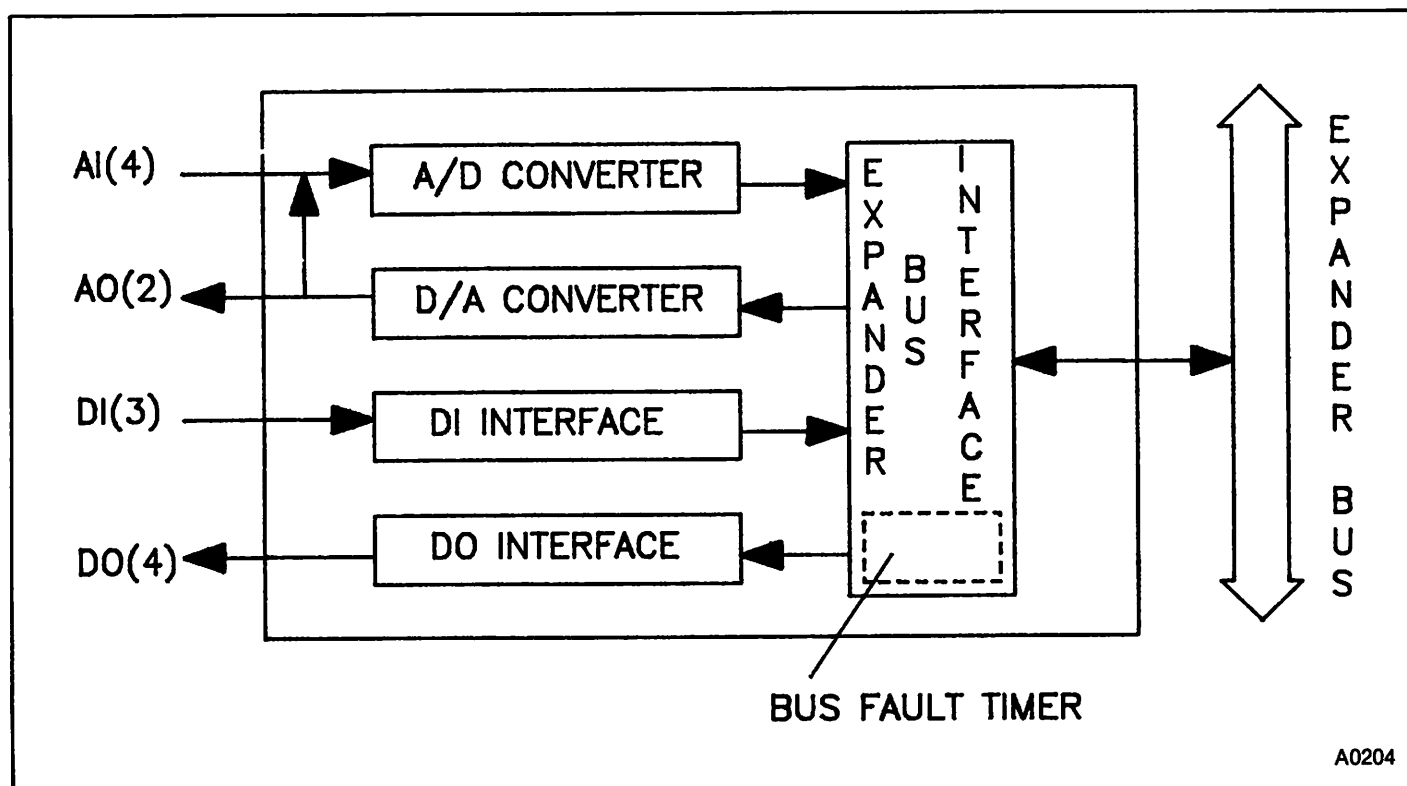 AI(4)
A/D CONVERTER
AO(2)
D/A CONVERTER
DI(3)
DI INTERFACE
DO(4)
DO INTERFACE
EXPANDER
BUS
INTERFACE
BUS FAULT TIMER
EXPANDER BUS
A0204